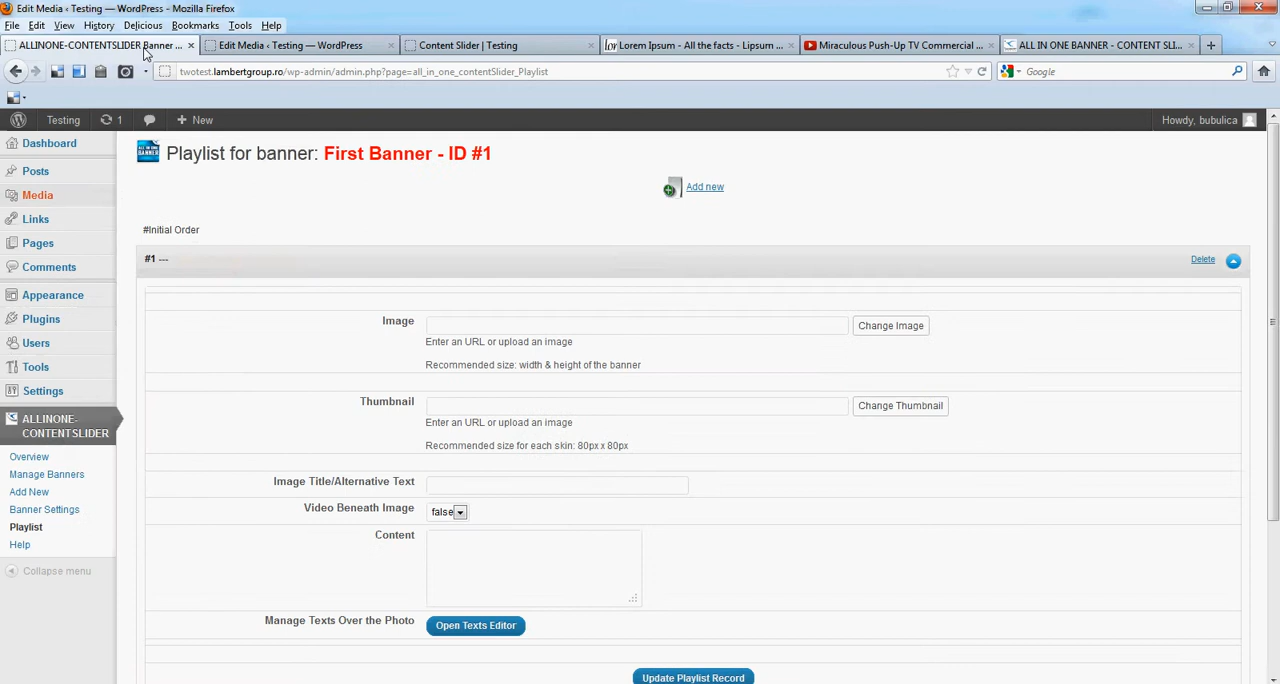 Edit Media ‹ Testing — WordPress - Mozilla Firefox
File Edit View History Delicious Bookmarks Tools Help
ALLINONE-CONTENTSLIDER Banner ... × Edit Media ‹ Testing — WordPress × Content Slider | Testing × Lorem Ipsum - All the facts - Lipsum ... × Miraculous Push-Up TV Commercial ... × ALL IN ONE BANNER - CONTENT SLI... × +
twotest.lambertgroup.ro/wp-admin/admin.php?page=all_in_one_contentSlider_Playlist Google
Testing 1 + New Howdy, bubulica
Dashboard
Posts
Media
Links
Pages
Comments
Appearance
Plugins
Users
Tools
Settings
ALLINONE-
CONTENTSLIDER
Overview
Manage Banners
Add New
Banner Settings
Playlist
Help
Collapse menu
Playlist for banner: First Banner - ID #1
Add new
#Initial Order
#1 --- Delete
Image Change Image
Enter an URL or upload an image
Recommended size: width & height of the banner
Thumbnail Change Thumbnail
Enter an URL or upload an image
Recommended size for each skin: 80px x 80px
Image Title/Alternative Text
Video Beneath Image false
Content
Manage Texts Over the Photo Open Texts Editor
Update Playlist Record